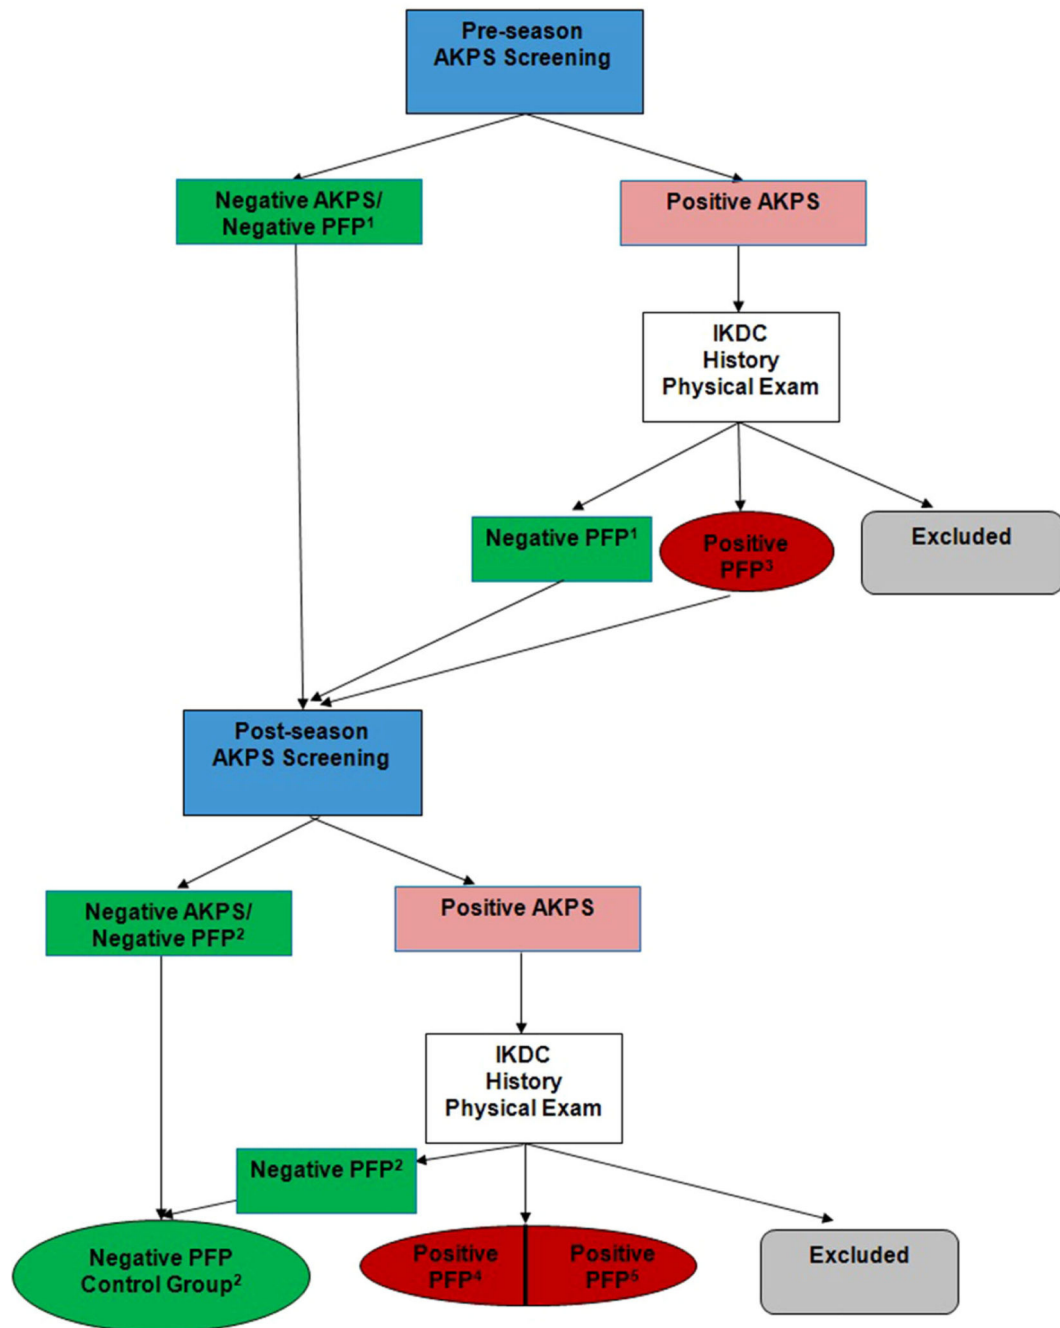 Pre-season
AKPS Screening
Negative AKPS/
Negative PFP¹
Positive AKPS
IKDC
History
Physical Exam
Negative PFP¹
Positive
PFP³
Excluded
Post-season
AKPS Screening
Negative AKPS/
Negative PFP²
Positive AKPS
IKDC
History
Physical Exam
Negative PFP²
Negative PFP
Control Group²
Positive
PFP⁴
Positive
PFP⁵
Excluded